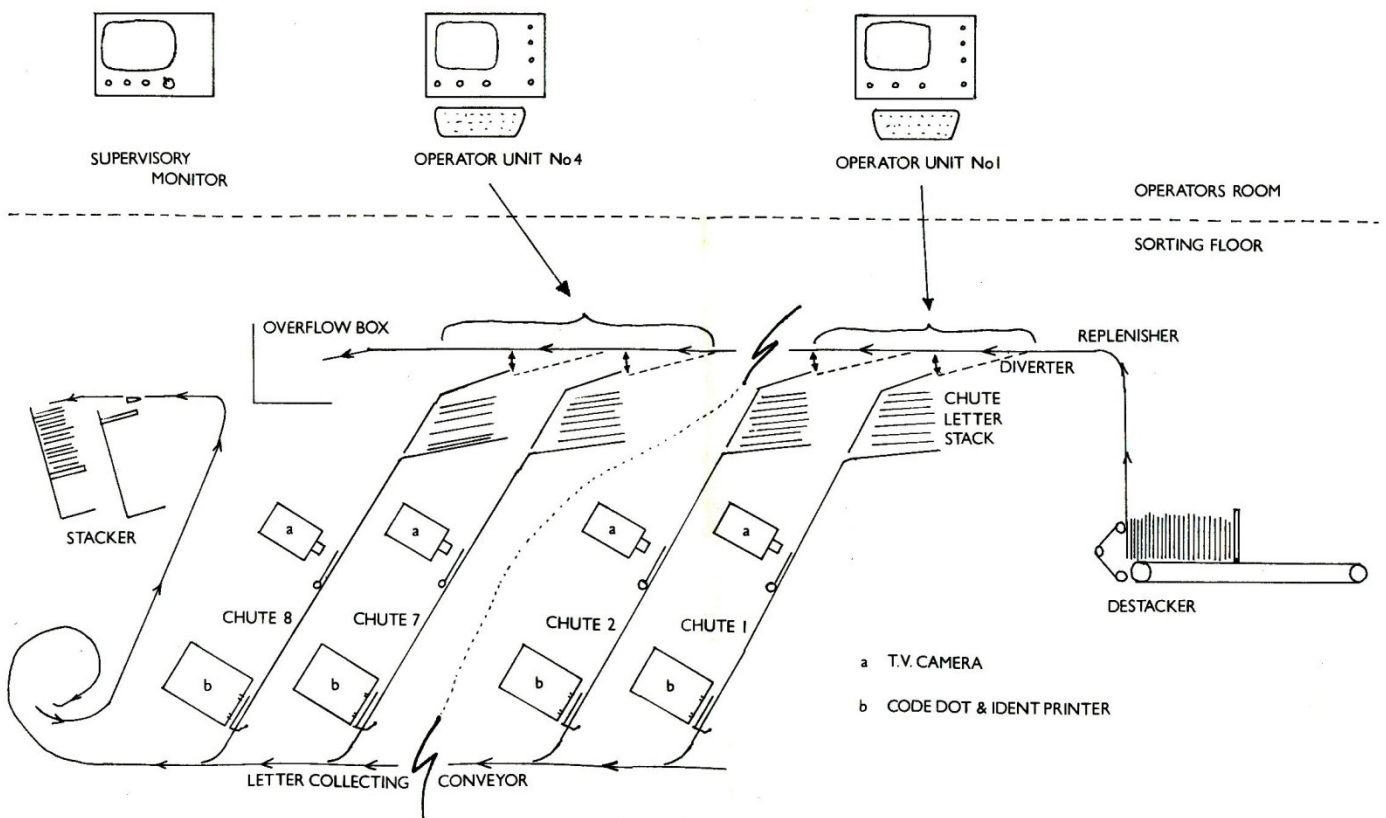 SUPERVISORY
MONITOR
OPERATOR UNIT No4
OPERATOR UNIT No1
OPERATORS ROOM
SORTING FLOOR
OVERFLOW BOX
REPLENISHER
DIVERTER
CHUTE
LETTER
STACK
STACKER
a
a
a
a
DESTACKER
CHUTE 8
CHUTE 7
CHUTE 2
CHUTE 1
b
b
b
b
a T.V. CAMERA
b CODE DOT & IDENT PRINTER
LETTER COLLECTING CONVEYOR